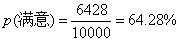 p(满意) = 6428/10000 = 64.28%